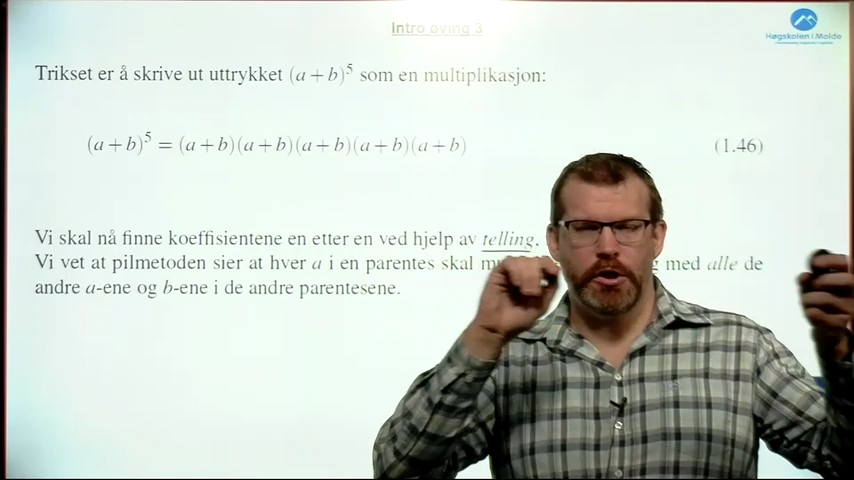 Intro øving 3
Høgskolen i Molde
Trikset er å skrive ut uttrykket (a + b)⁵ som en multiplikasjon:
(a + b)⁵ = (a + b)(a + b)(a + b)(a + b)(a + b) (1.46)
Vi skal nå finne koeffisientene en etter en ved hjelp av telling.
Vi vet at pilmetoden sier at hver a i en parentes skal med alle de
andre a-ene og b-ene i de andre parentesene.